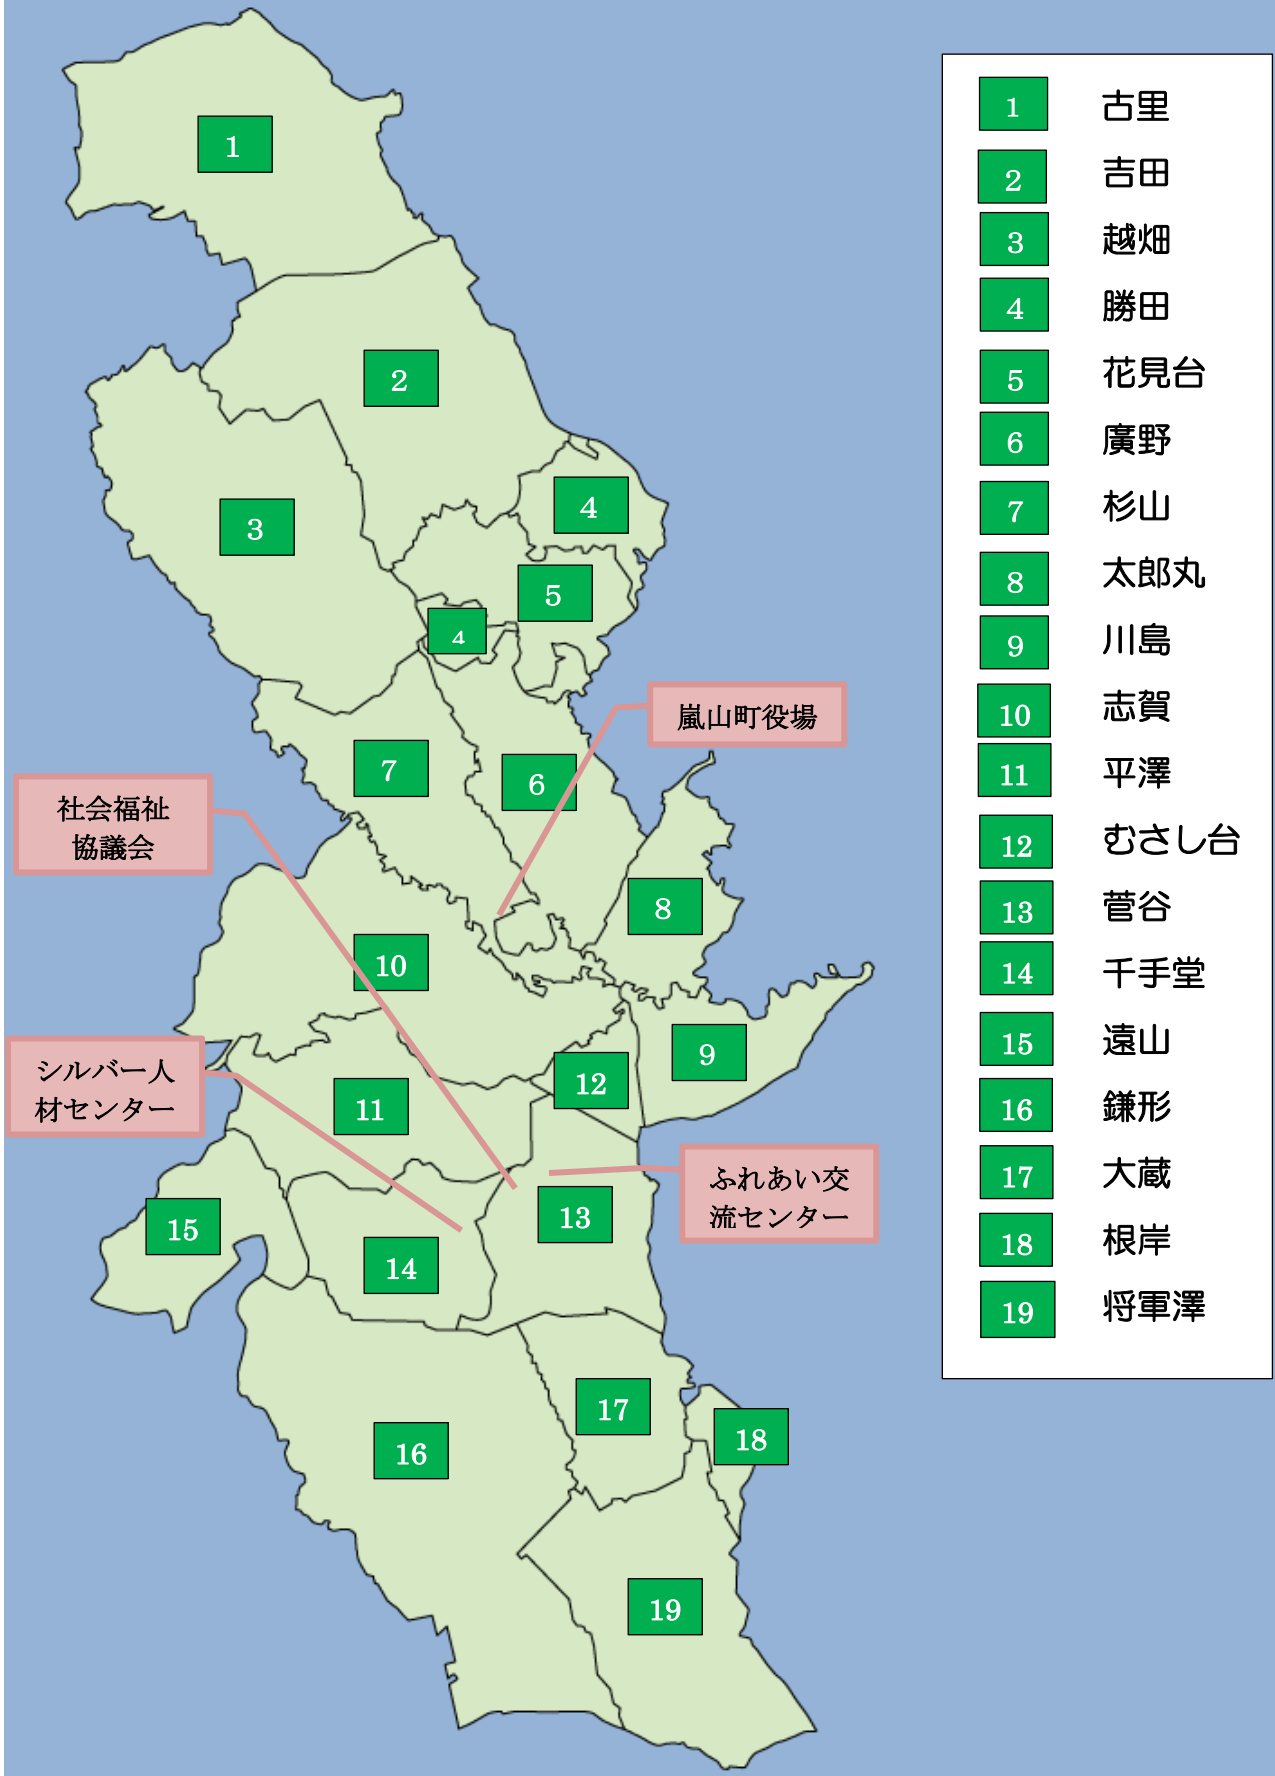 1
2
3
4
5
4
嵐山町役場
7
6
社会福祉
協議会
8
10
シルバー人
材センター
9
12
11
ふれあい交
流センター
13
15
14
17
18
16
19
1 古里
2 吉田
3 越畑
4 勝田
5 花見台
6 廣野
7 杉山
8 太郎丸
9 川島
10 志賀
11 平澤
12 むさし台
13 菅谷
14 千手堂
15 遠山
16 鎌形
17 大蔵
18 根岸
19 将軍澤